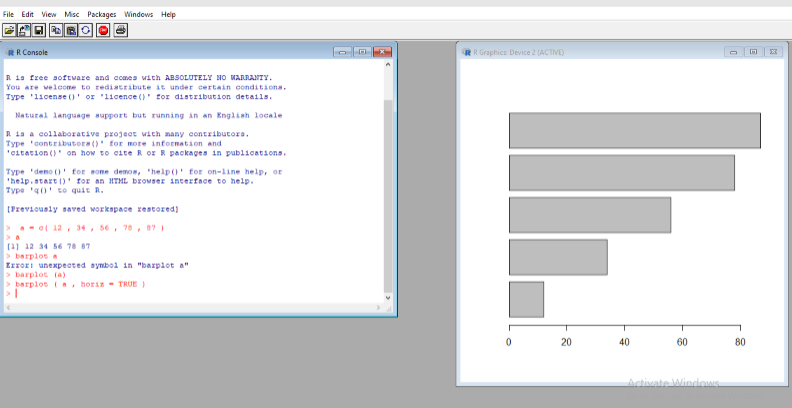 File Edit View Misc Packages Windows Help
R Console
R is free software and comes with ABSOLUTELY NO WARRANTY.
You are welcome to redistribute it under certain conditions.
Type 'license()' or 'licence()' for distribution details.
Natural language support but running in an English locale
R is a collaborative project with many contributors.
Type 'contributors()' for more information and
'citation()' on how to cite R or R packages in publications.
Type 'demo()' for some demos, 'help()' for on-line help, or
'help.start()' for an HTML browser interface to help.
Type 'q()' to quit R.
[Previously saved workspace restored]
> a = c( 12 , 34 , 56 , 78 , 87 )
> a
[1] 12 34 56 78 87
> barplot a
Error: unexpected symbol in "barplot a"
> barplot (a)
> barplot ( a , horiz = TRUE )
>
R Graphics: Device 2 (ACTIVE)
0 20 40 60 80
Activate Windows